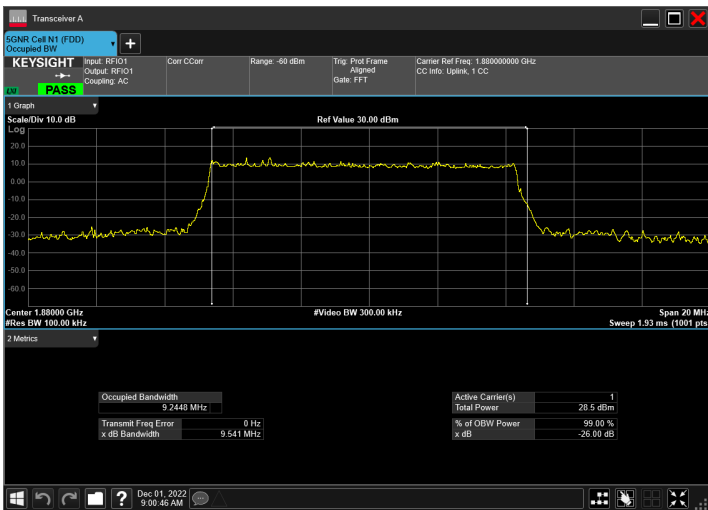 Transceiver A
5GNR Cell N1 (FDD)
Occupied BW
KEYSIGHT
LXI
PASS
Input: RFIO1
Output: RFIO1
Coupling: AC
Corr CCorr
Range: -60 dBm
Trig: Prot Frame
Aligned
Gate: FFT
Carrier Ref Freq: 1.880000000 GHz
CC Info: Uplink, 1 CC
1 Graph
Scale/Div 10.0 dB
Ref Value 30.00 dBm
Log
20.0
10.0
0.00
-10.0
-20.0
-30.0
-40.0
-50.0
-60.0
Center 1.88000 GHz
#Video BW 300.00 kHz
Span 20 MHz
#Res BW 100.00 kHz
Sweep 1.93 ms (1001 pts
2 Metrics
Occupied Bandwidth
9.2448 MHz
Transmit Freq Error 0 Hz
x dB Bandwidth 9.541 MHz
Active Carrier(s) 1
Total Power 28.5 dBm
% of OBW Power 99.00 %
x dB -26.00 dB
?
Dec 01, 2022
9:00:46 AM